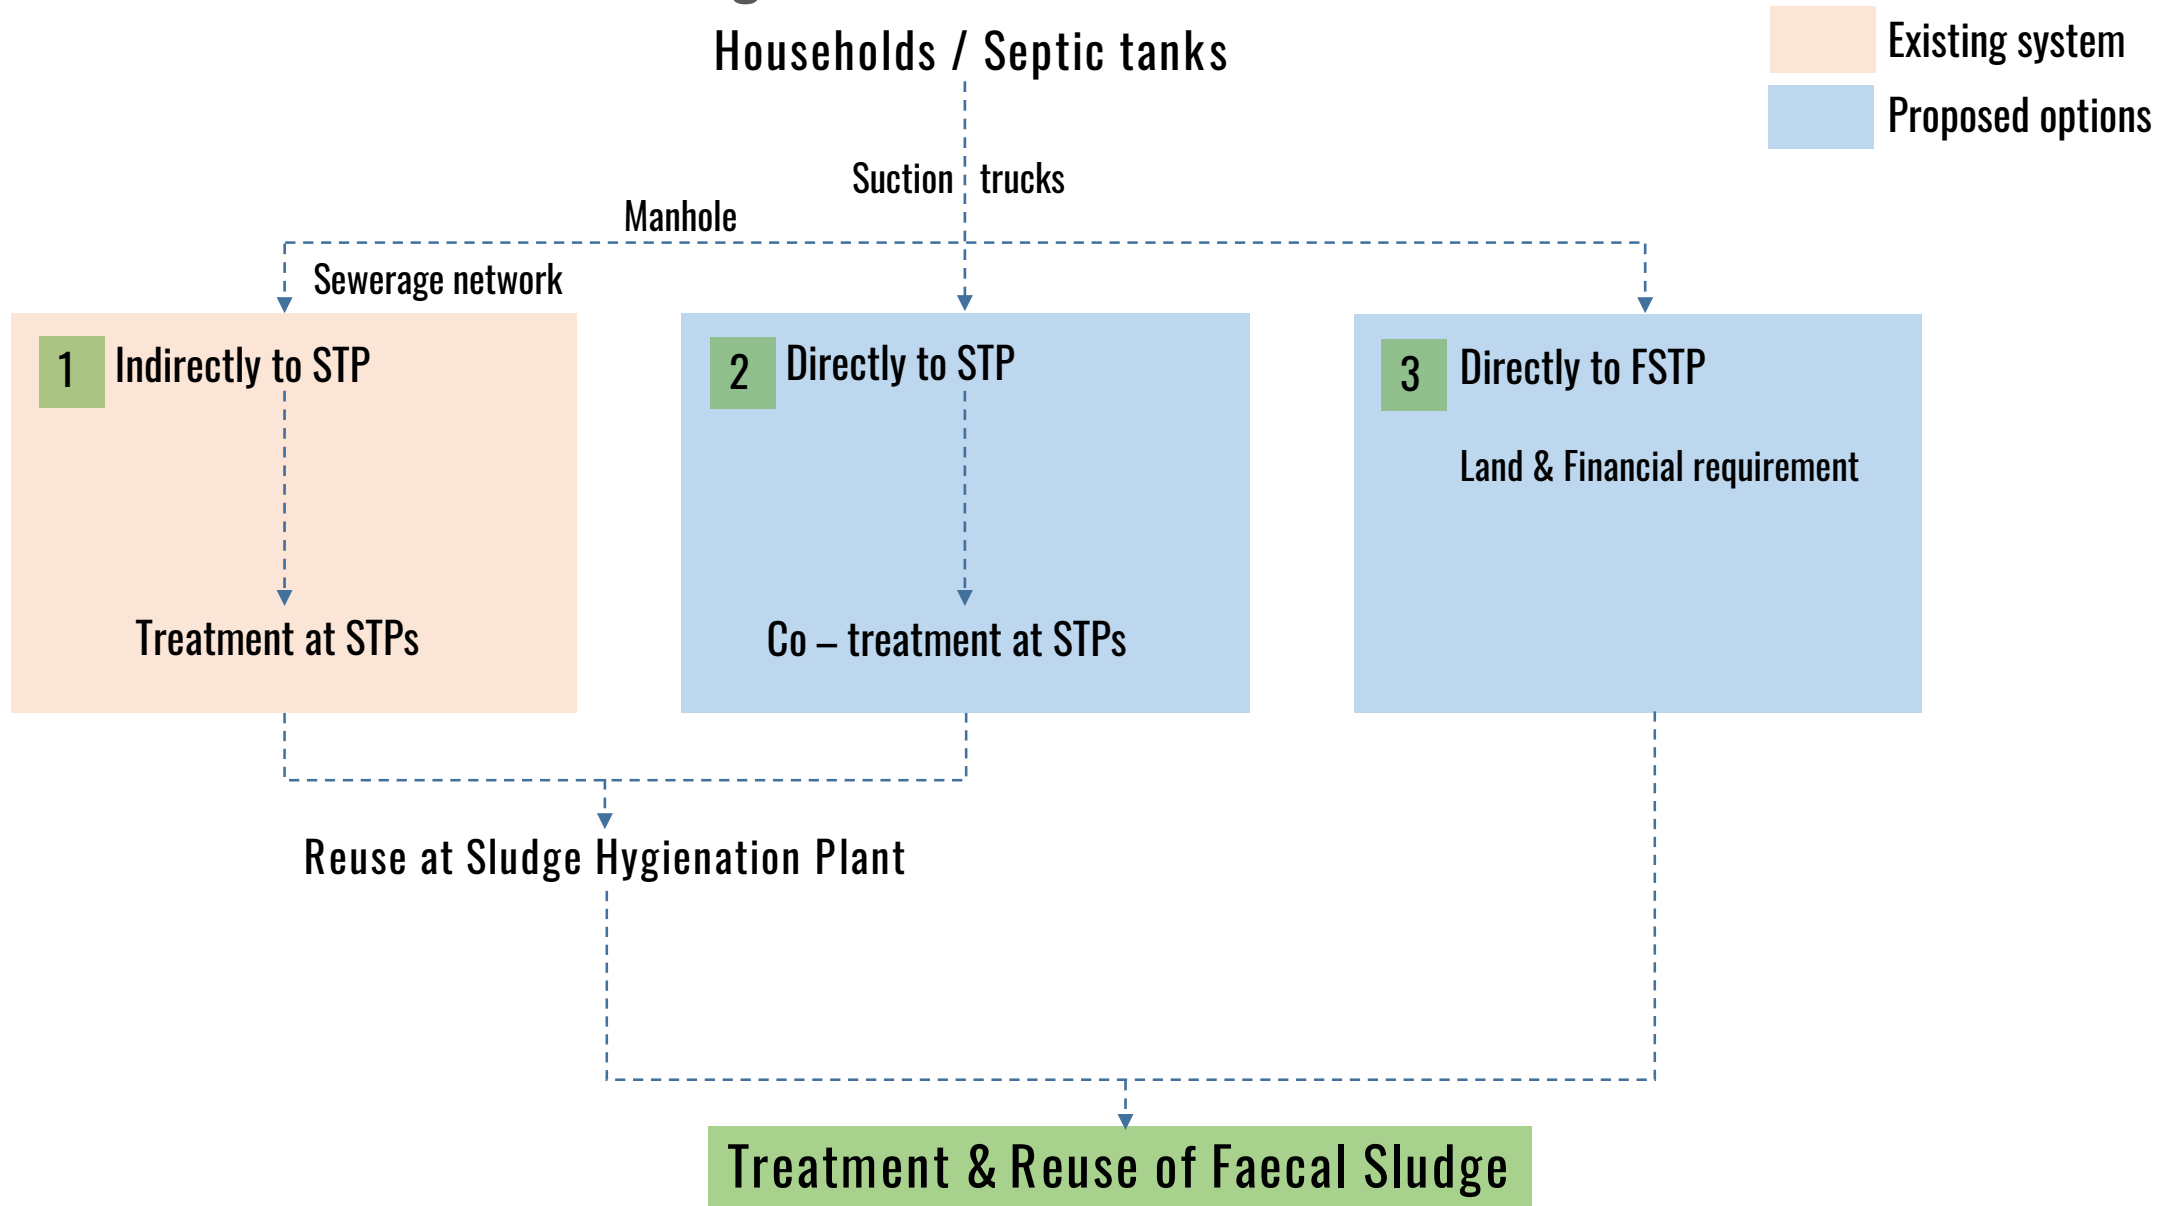 Households / Septic tanks
Existing system
Proposed options
Suction trucks
Manhole
Sewerage network
1 Indirectly to STP
2 Directly to STP
3 Directly to FSTP
Land & Financial requirement
Treatment at STPs
Co – treatment at STPs
Reuse at Sludge Hygienation Plant
Treatment & Reuse of Faecal Sludge